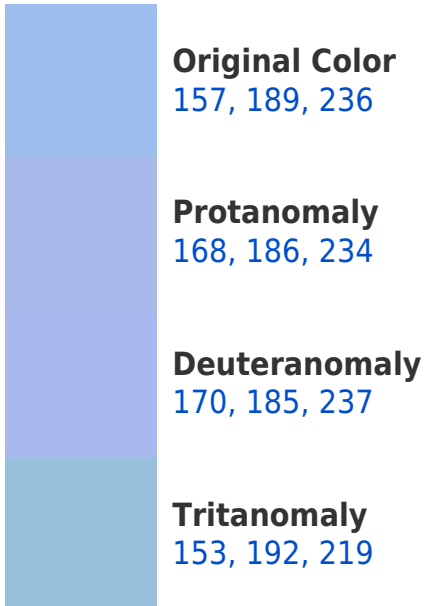 Original Color
157, 189, 236
Protanomaly
168, 186, 234
Deuteranomaly
170, 185, 237
Tritanomaly
153, 192, 219